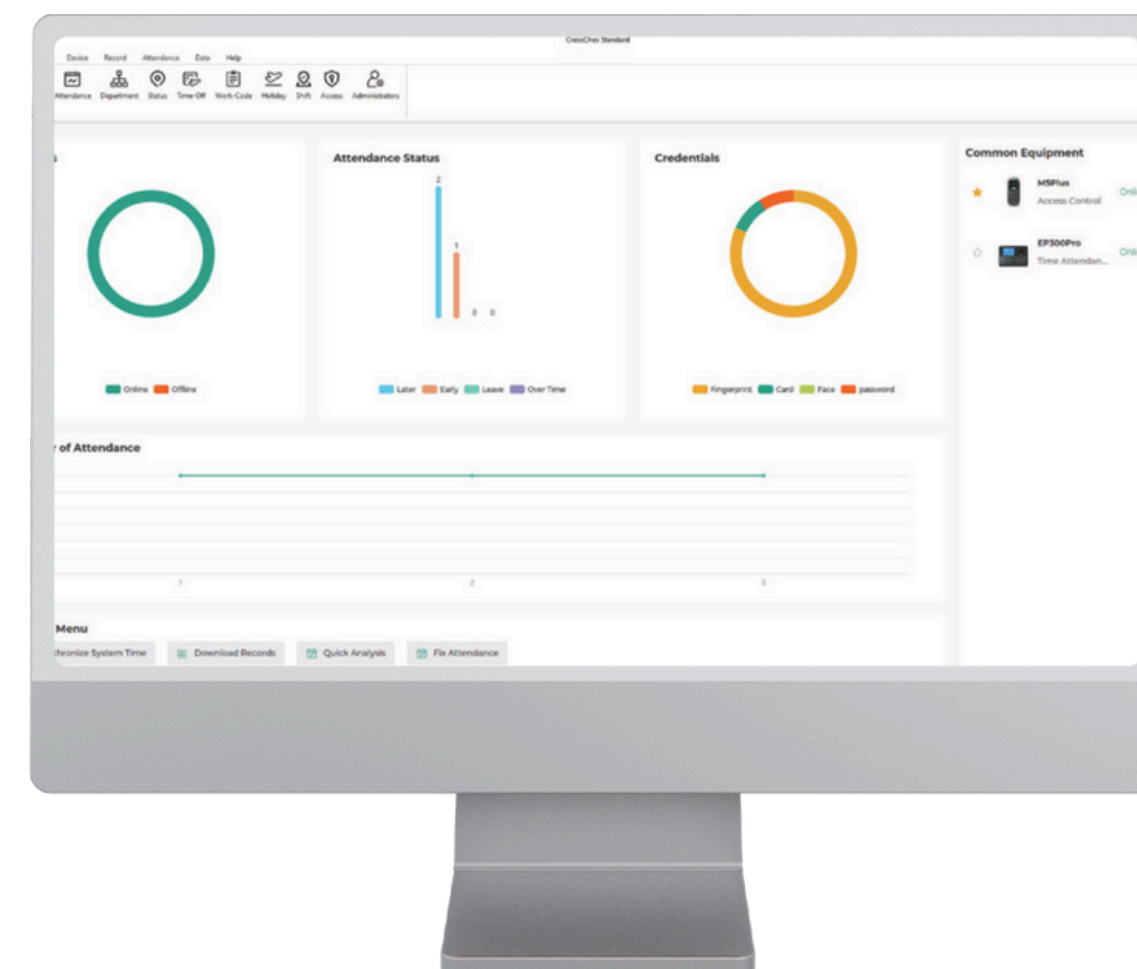 CrossChex Standard
Device Record Attendance Data Help
Attendance Department Status Time-Off Work-Code Holiday Shift Access Administrators
s
Attendance Status
2
1
0 0
Later Early Leave Over Time
Online Offline
Credentials
Fingerprint Card Face password
Common Equipment
M5Plus
Access Control
Onli
EP300Pro
Time Attendan...
Onli
r of Attendance
1 2 3
Menu
chronize System Time Download Records Quick Analysis Fix Attendance